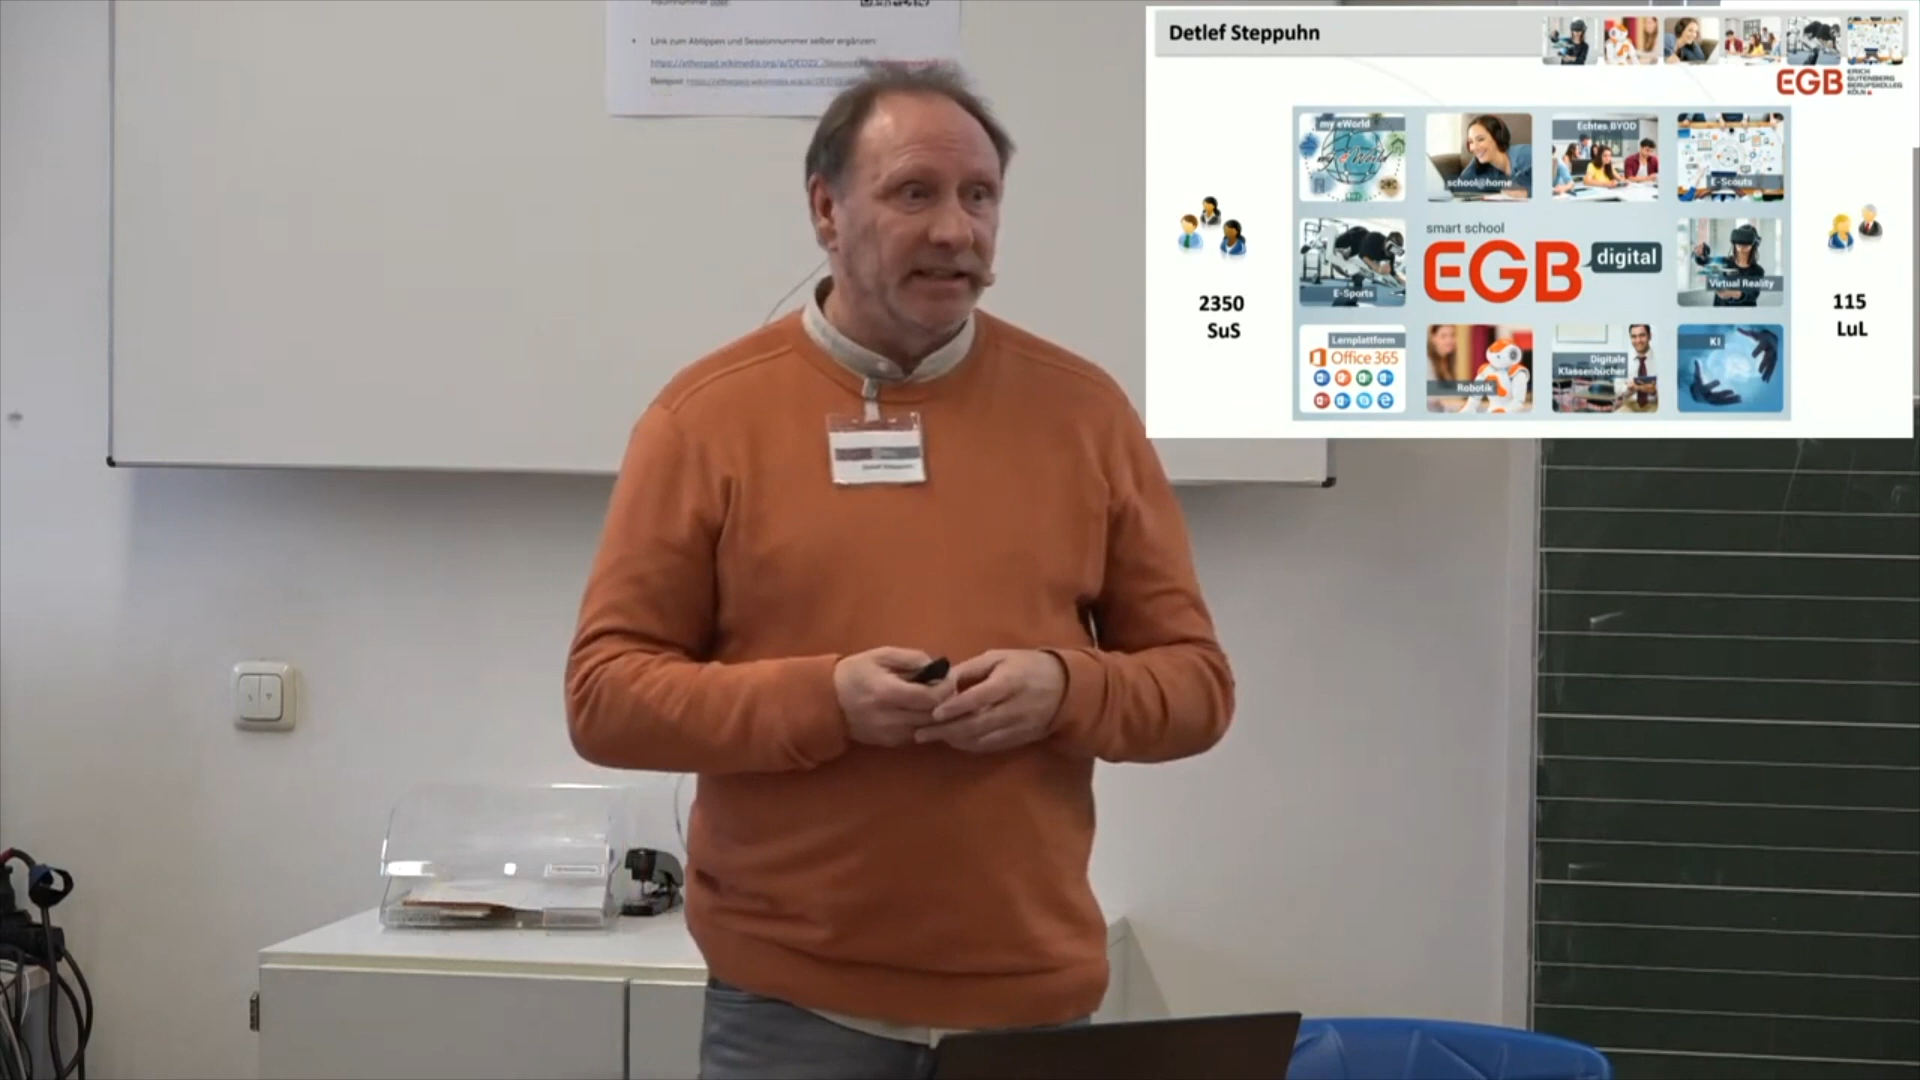 Link zum Abtippen und Sessionnummer selber ergänzen:
Detlef Steppuhn
EGB
ERICH
GUTENBERG
BERUFSKOLLEG
KÖLN
my eWorld
my eWorld
school@home
Echtes BYOD
E-Scouts
E-Sports
smart school
EGB digital
Virtual Reality
Lernplattform
Office 365
Robotik
Digitale
Klassenbücher
KI
2350
SuS
115
LuL